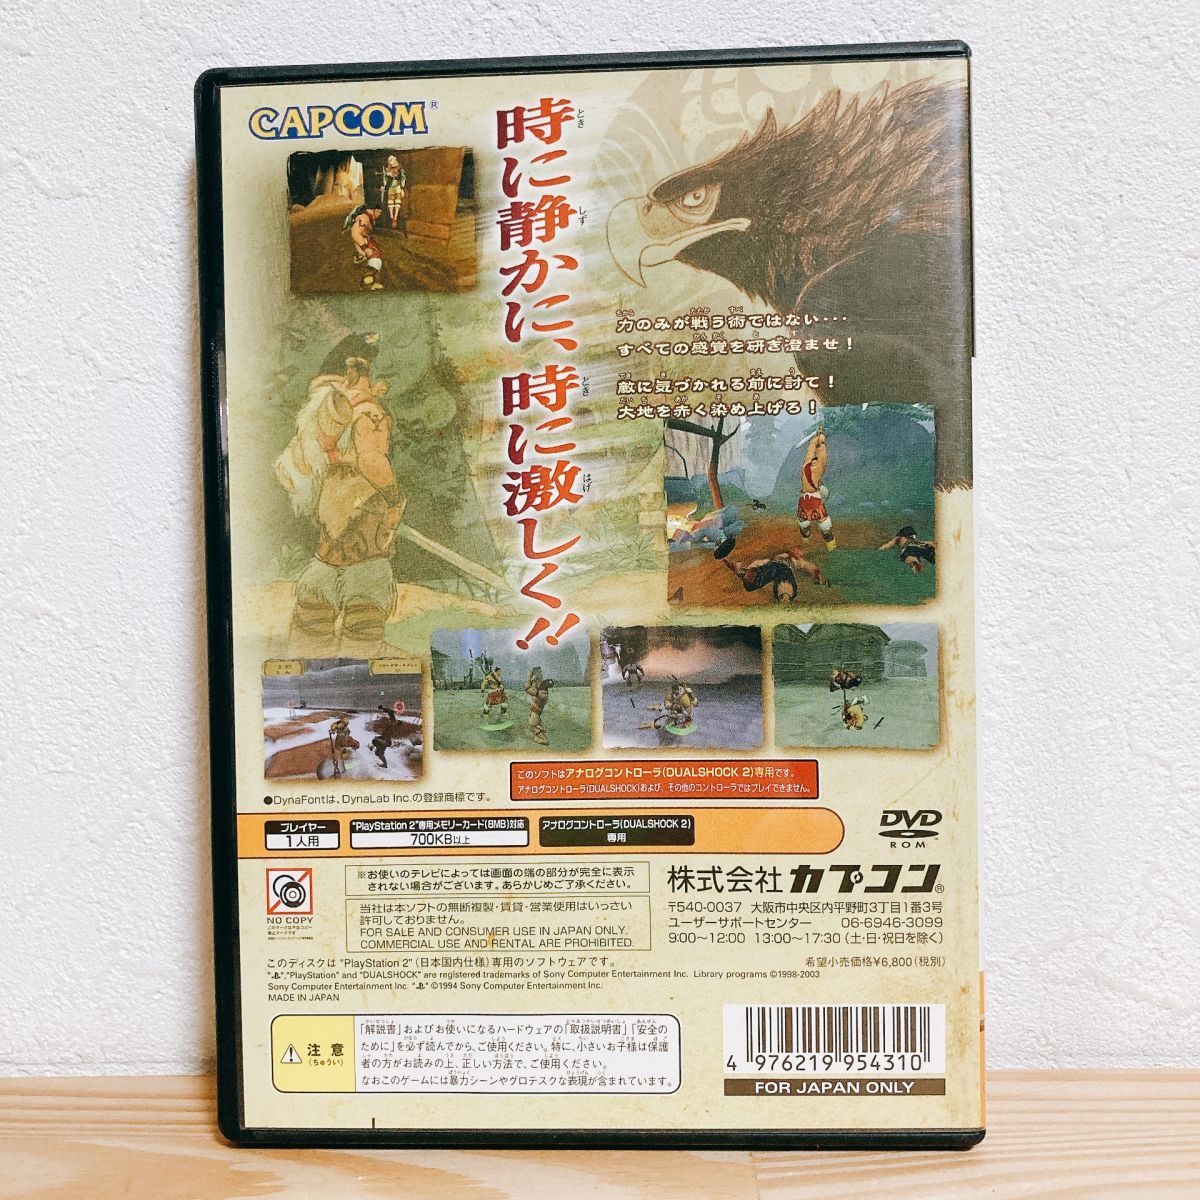 CAPCOM®
時に静かに、時に激しく!!
力のみが戦う術ではない・・・
すべての感覚を研ぎ澄ませ！
敵に気づかれる前に討て！
大地を赤く染め上げろ！
このソフトはアナログコントローラ(DUALSHOCK 2)専用です。
アナログコントローラ(DUALSHOCK)および、その他のコントローラではプレイできません。
●DynaFontは、DynaLab Inc.の登録商標です。
プレイヤー
1人用
"PlayStation 2"専用メモリーカード(8MB)対応
700KB以上
アナログコントローラ(DUALSHOCK 2)
専用
DVD
ROM
NO COPY
※お使いのテレビによっては画面の端の部分が完全に表示
されない場合がございます。あらかじめご了承ください。
当社は本ソフトの無断複製・賃貸・営業使用はいっさい
許可しておりません。
FOR SALE AND CONSUMER USE IN JAPAN ONLY.
COMMERCIAL USE AND RENTAL ARE PROHIBITED.
株式会社カプコン®
〒540-0037 大阪市中央区内平野町3丁目1番3号
ユーザーサポートセンター 06-6946-3099
9:00〜12:00 13:00〜17:30 (土・日・祝日を除く)
希望小売価格¥6,800(税別)
このディスクは "PlayStation 2" (日本国内仕様) 専用のソフトウェアです。
" ","PlayStation" and "DUALSHOCK" are registered trademarks of Sony Computer Entertainment Inc. Library programs ©1998-2003
Sony Computer Entertainment Inc. " " ©1994 Sony Computer Entertainment Inc.
MADE IN JAPAN
注意
(ちゅうい)
「解説書」およびお使いになるハードウェアの「取扱説明書」「安全の
ために」を必ず読んでから、ご使用ください。特に、小さいお子様は保護
者の方がお読みの上、正しい方法で、ご使用ください。
なおこのゲームには暴力シーンやグロテスクな表現が含まれています。
4 976219 954310
FOR JAPAN ONLY